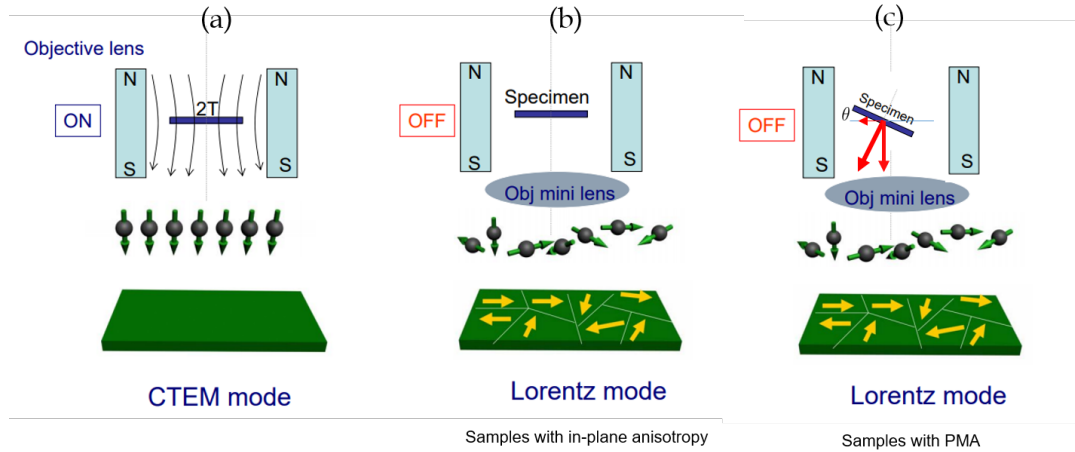 (a)
Objective lens
N
N
ON
2T
S
S
CTEM mode
(b)
N
N
OFF
Specimen
S
S
Obj mini lens
Lorentz mode
Samples with in-plane anisotropy
(c)
N
N
OFF
θ
Specimen
S
S
Obj mini lens
Lorentz mode
Samples with PMA